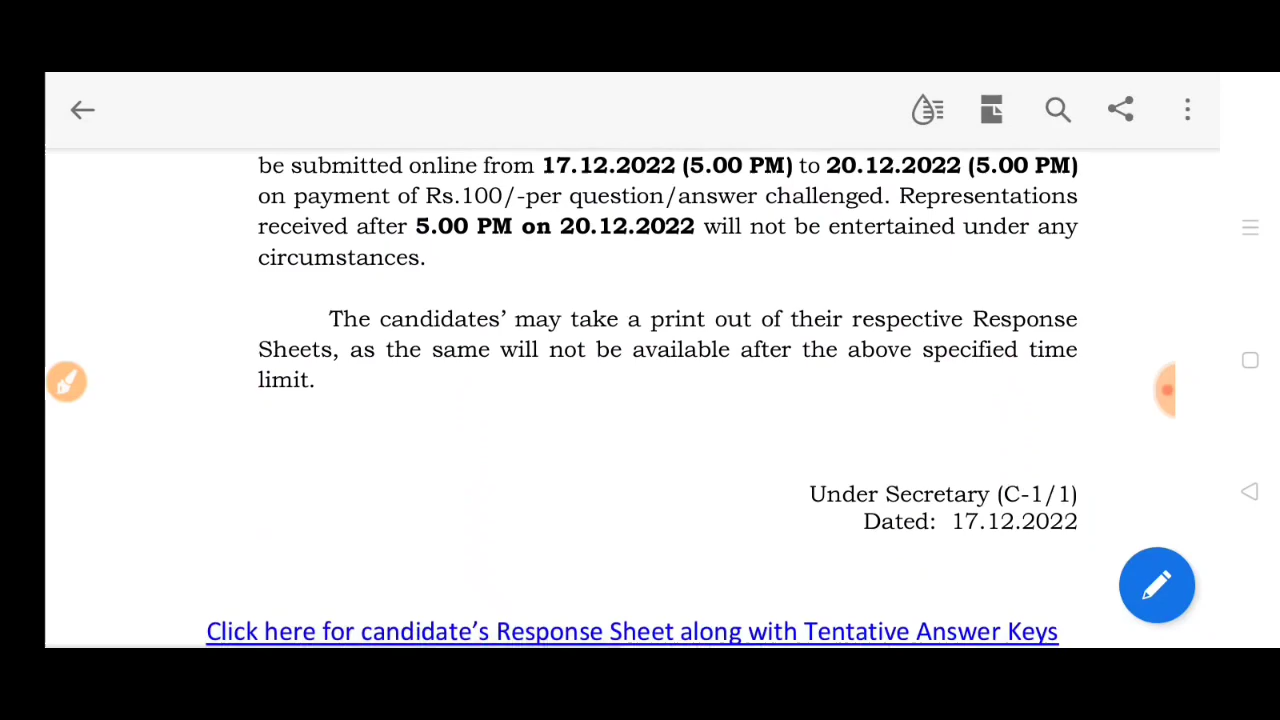 be submitted online from 17.12.2022 (5.00 PM) to 20.12.2022 (5.00 PM)
on payment of Rs.100/-per question/answer challenged. Representations
received after 5.00 PM on 20.12.2022 will not be entertained under any
circumstances.
The candidates’ may take a print out of their respective Response
Sheets, as the same will not be available after the above specified time
limit.
Under Secretary (C-1/1)
Dated: 17.12.2022
Click here for candidate’s Response Sheet along with Tentative Answer Keys